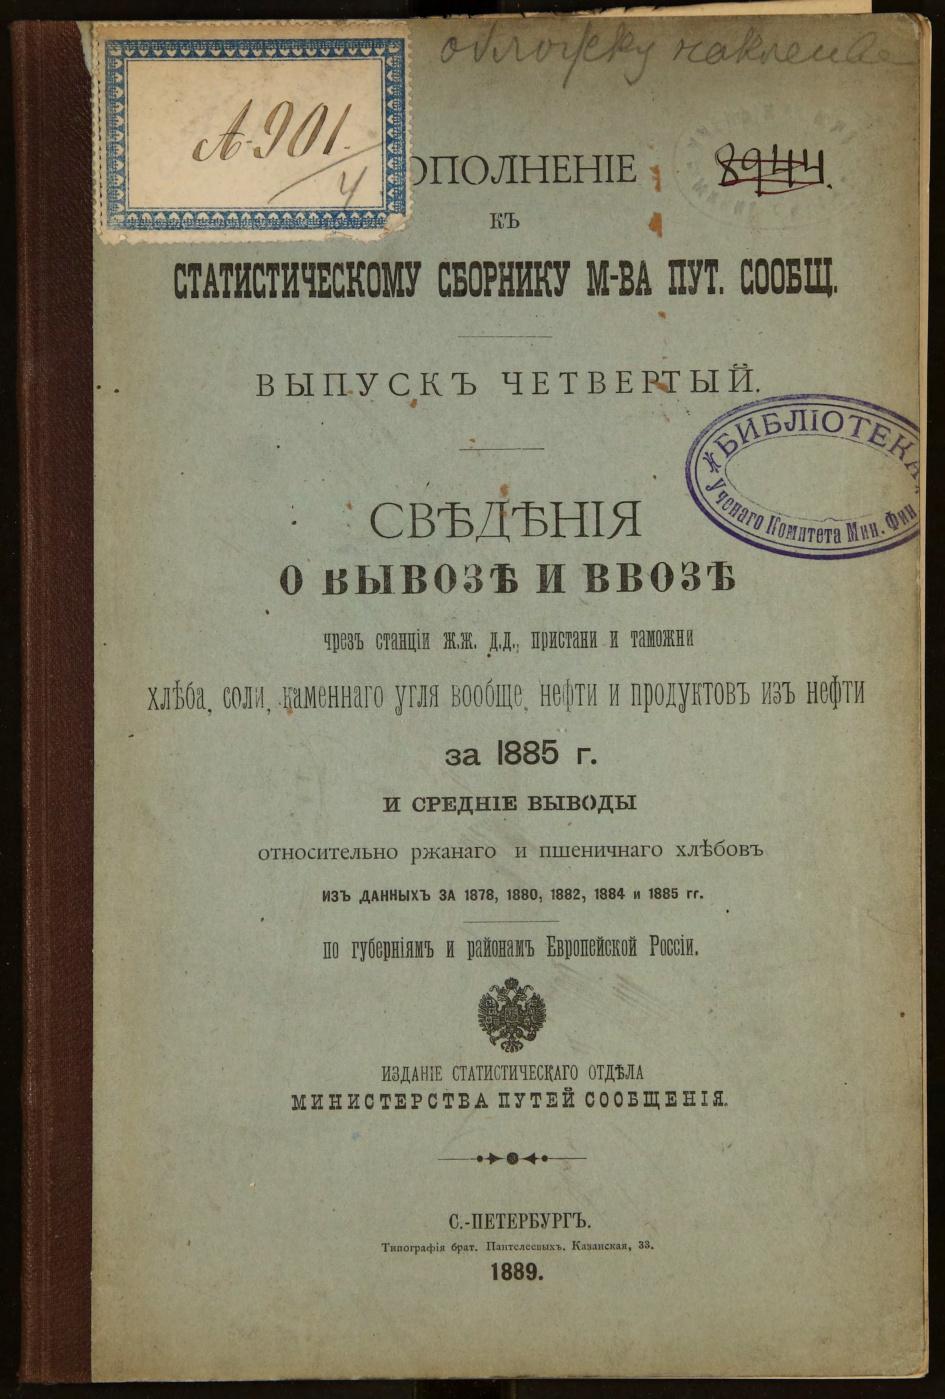 обложку наклеив
А-901.
4
ОПОЛНЕНІЕ
8944.
КЪ
СТАТИСТИЧЕСКОМУ СБОРНИКУ М-ВА ПУТ. СООБЩ.
ВЫПУСКЪ ЧЕТВЕРТЫЙ.
БИБЛІОТЕКА
Ученаго Комитета Мин. Фин
СВѢДѢНІЯ
О ВЫВОЗѢ И ВВОЗѢ
чрезъ станціи ж.ж. д.д., пристани и таможни
хлѣба, соли, каменнаго угля вообще, нефти и продуктовъ изъ нефти
за 1885 г.
И СРЕДНІЕ ВЫВОДЫ
относительно ржанаго и пшеничнаго хлѣбовъ
ИЗЪ ДАННЫХЪ ЗА 1878, 1880, 1882, 1884 и 1885 гг.
по губерніямъ и районамъ Европейской Россіи.
ИЗДАНІЕ СТАТИСТИЧЕСКАГО ОТДѢЛА
МИНИСТЕРСТВА ПУТЕЙ СООБЩЕНІЯ.
С.-ПЕТЕРБУРГЪ.
Типографія брат. Пантелеевыхъ. Казанская, 33.
1889.